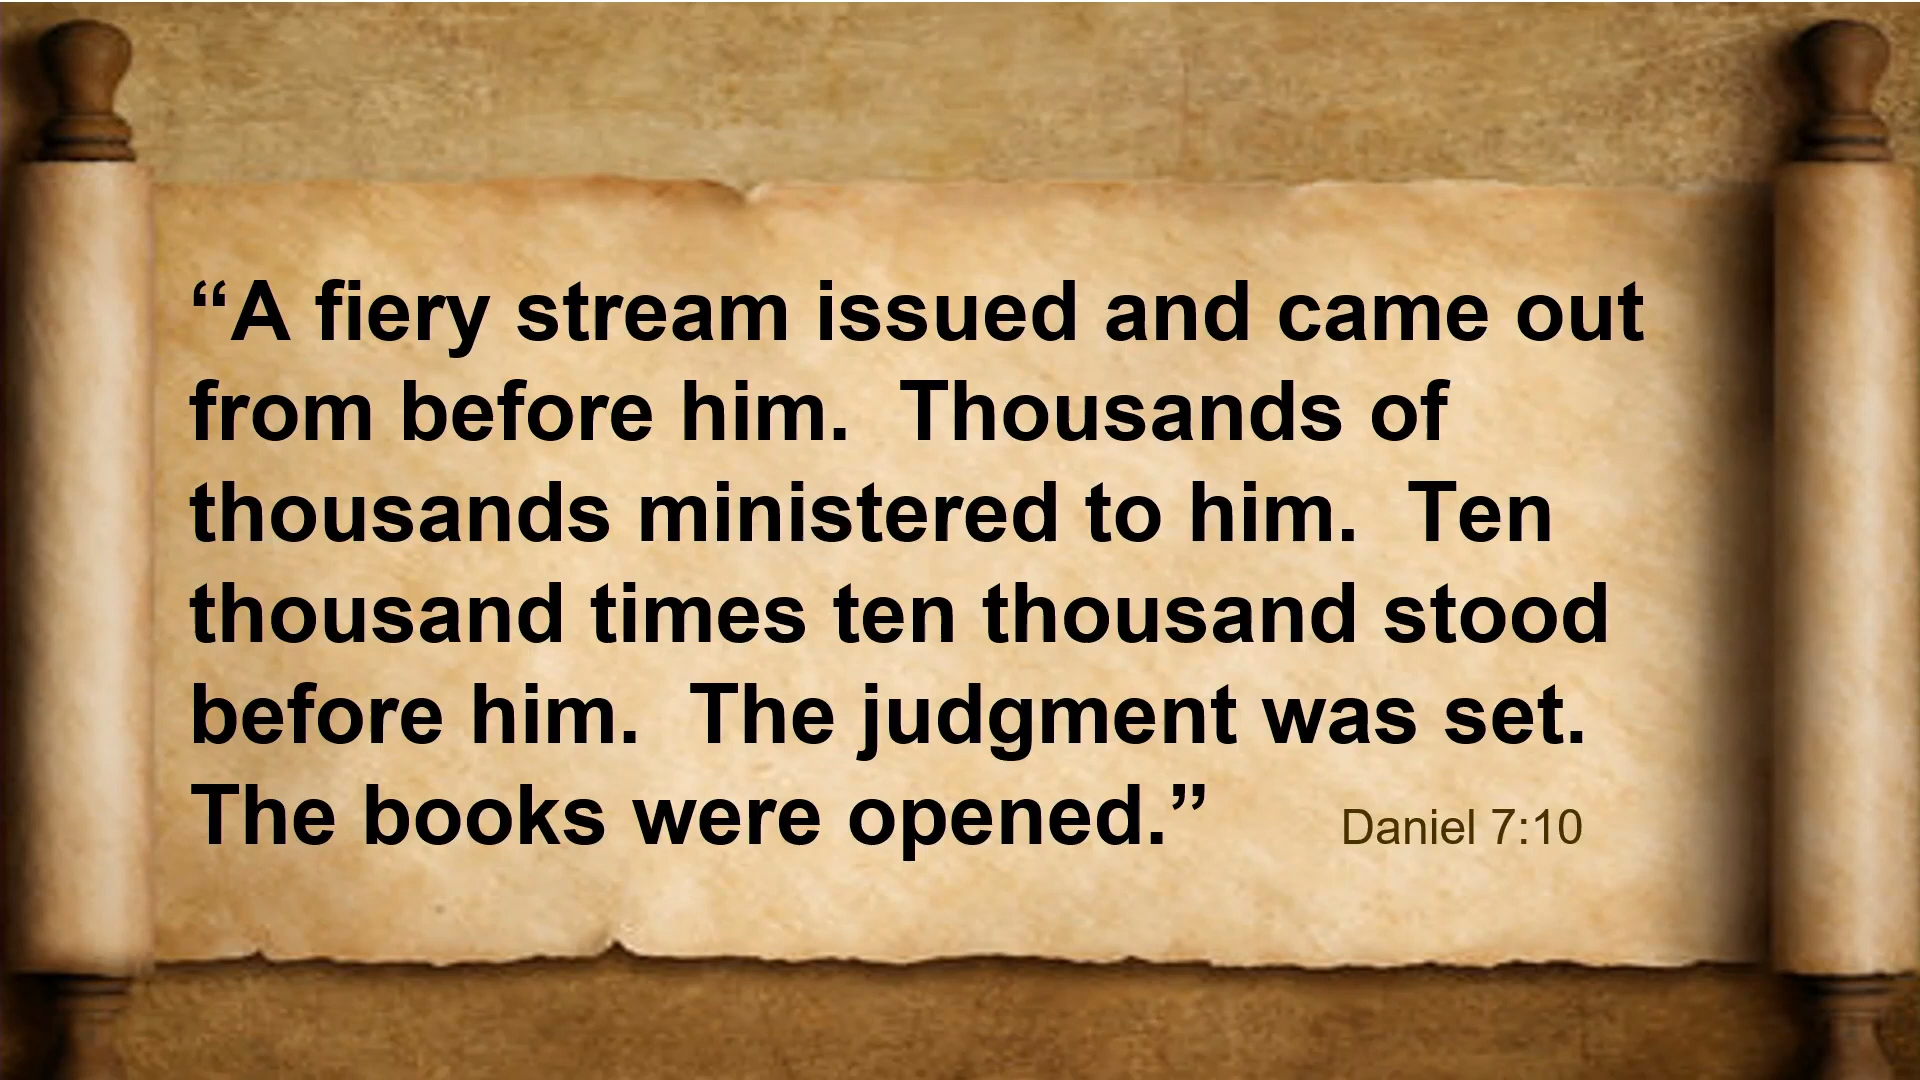 “A fiery stream issued and came out
from before him.  Thousands of
thousands ministered to him.  Ten
thousand times ten thousand stood
before him.  The judgment was set.
The books were opened.” Daniel 7:10